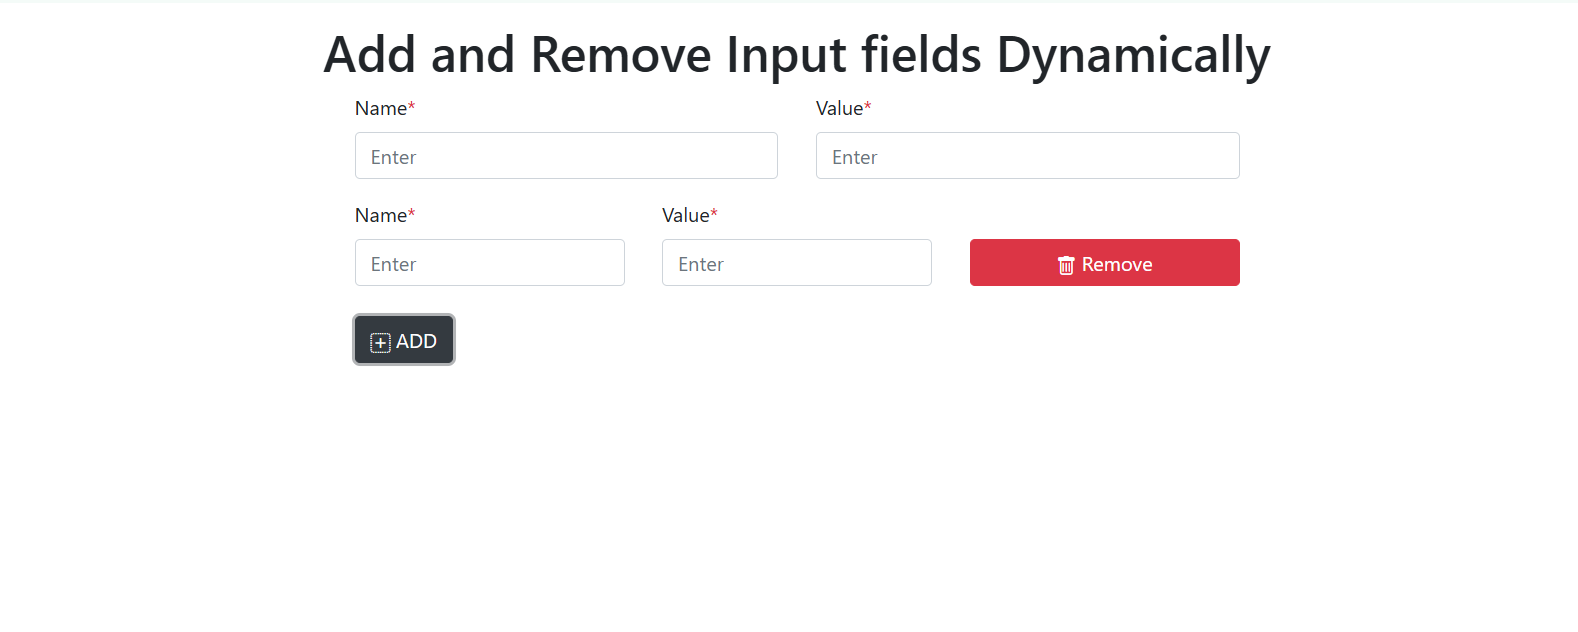 Add and Remove Input fields Dynamically
Name* Value*
Enter Enter
Name* Value*
Enter Enter Remove
ADD